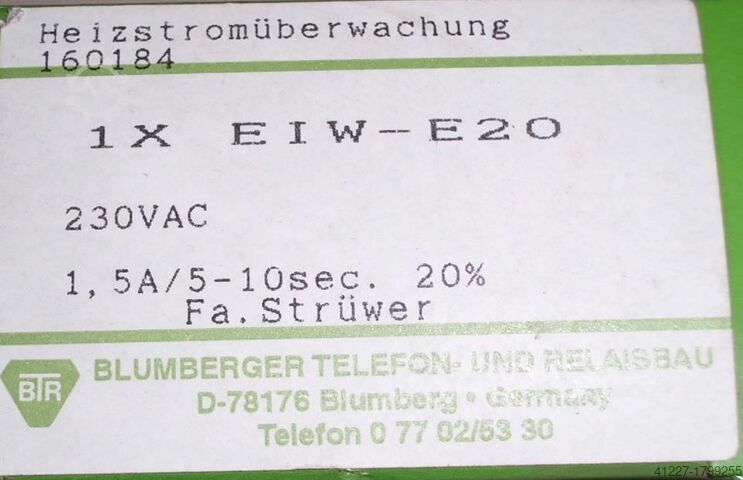 Heizstromüberwachung
160184
1X EIW-E20
230VAC
1,5A/5-10sec. 20%
Fa.Strüwer
BTR
BLUMBERGER TELEFON- UND RELAISBAU
D-78176 Blumberg • Germany
Telefon 0 77 02/53 30
41227-1799255